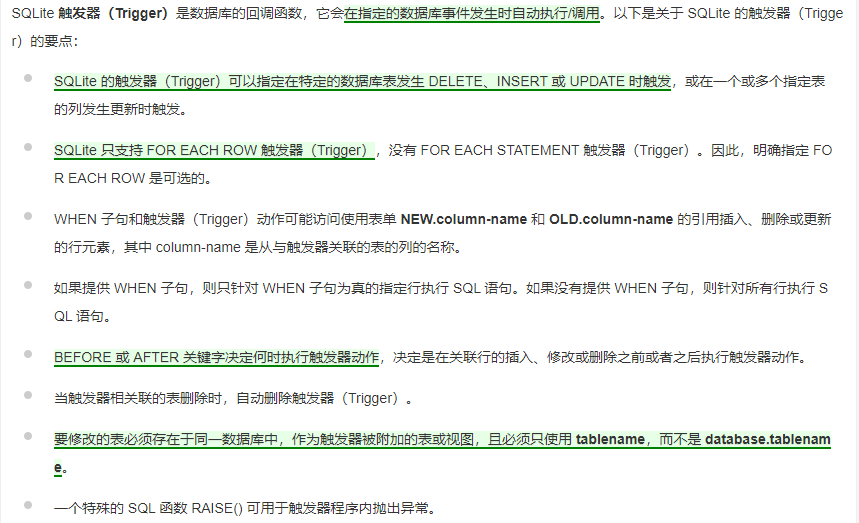 SQLite 触发器（Trigger）是数据库的回调函数，它会在指定的数据库事件发生时自动执行/调用。以下是关于 SQLite 的触发器（Trigge
r）的要点：
SQLite 的触发器（Trigger）可以指定在特定的数据库表发生 DELETE、INSERT 或 UPDATE 时触发，或在一个或多个指定表
的列发生更新时触发。
SQLite 只支持 FOR EACH ROW 触发器（Trigger），没有 FOR EACH STATEMENT 触发器（Trigger）。因此，明确指定 FO
R EACH ROW 是可选的。
WHEN 子句和触发器（Trigger）动作可能访问使用表单 NEW.column-name 和 OLD.column-name 的引用插入、删除或更新
的行元素，其中 column-name 是从与触发器关联的表的列的名称。
如果提供 WHEN 子句，则只针对 WHEN 子句为真的指定行执行 SQL 语句。如果没有提供 WHEN 子句，则针对所有行执行 S
QL 语句。
BEFORE 或 AFTER 关键字决定何时执行触发器动作，决定是在关联行的插入、修改或删除之前或者之后执行触发器动作。
当触发器相关联的表删除时，自动删除触发器（Trigger）。
要修改的表必须存在于同一数据库中，作为触发器被附加的表或视图，且必须只使用 tablename，而不是 database.tablenam
e。
一个特殊的 SQL 函数 RAISE() 可用于触发器程序内抛出异常。